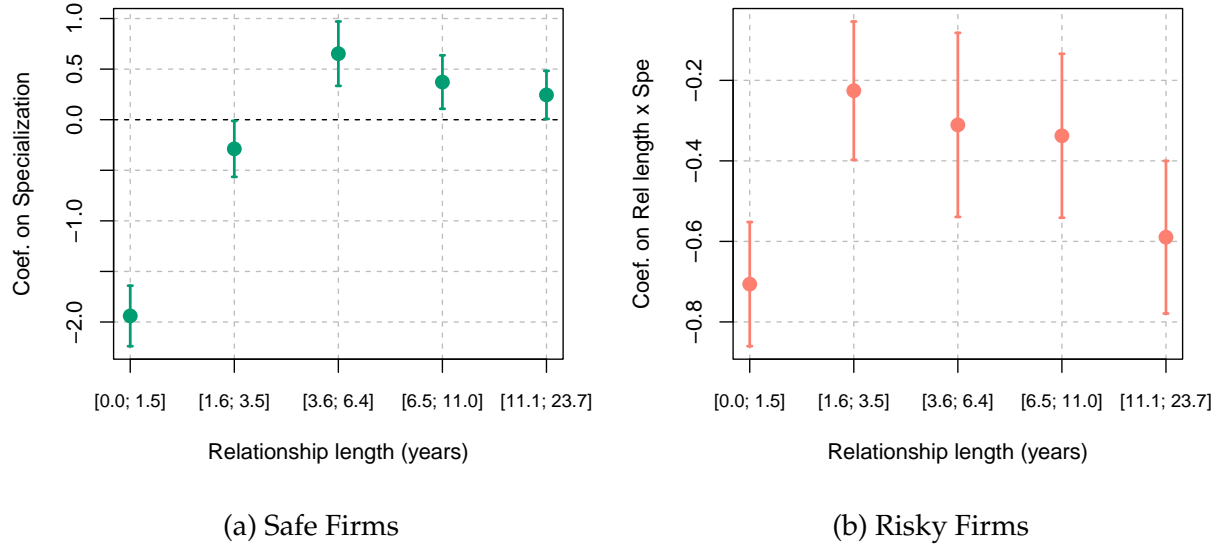 Coef. on Specialization
1.0
0.5
0.0
−1.0
−2.0
[0.0; 1.5] [1.6; 3.5] [3.6; 6.4] [6.5; 11.0] [11.1; 23.7]
Relationship length (years)
(a) Safe Firms
Coef. on Rel length x Spe
−0.2
−0.4
−0.6
−0.8
[0.0; 1.5] [1.6; 3.5] [3.6; 6.4] [6.5; 11.0] [11.1; 23.7]
Relationship length (years)
(b) Risky Firms